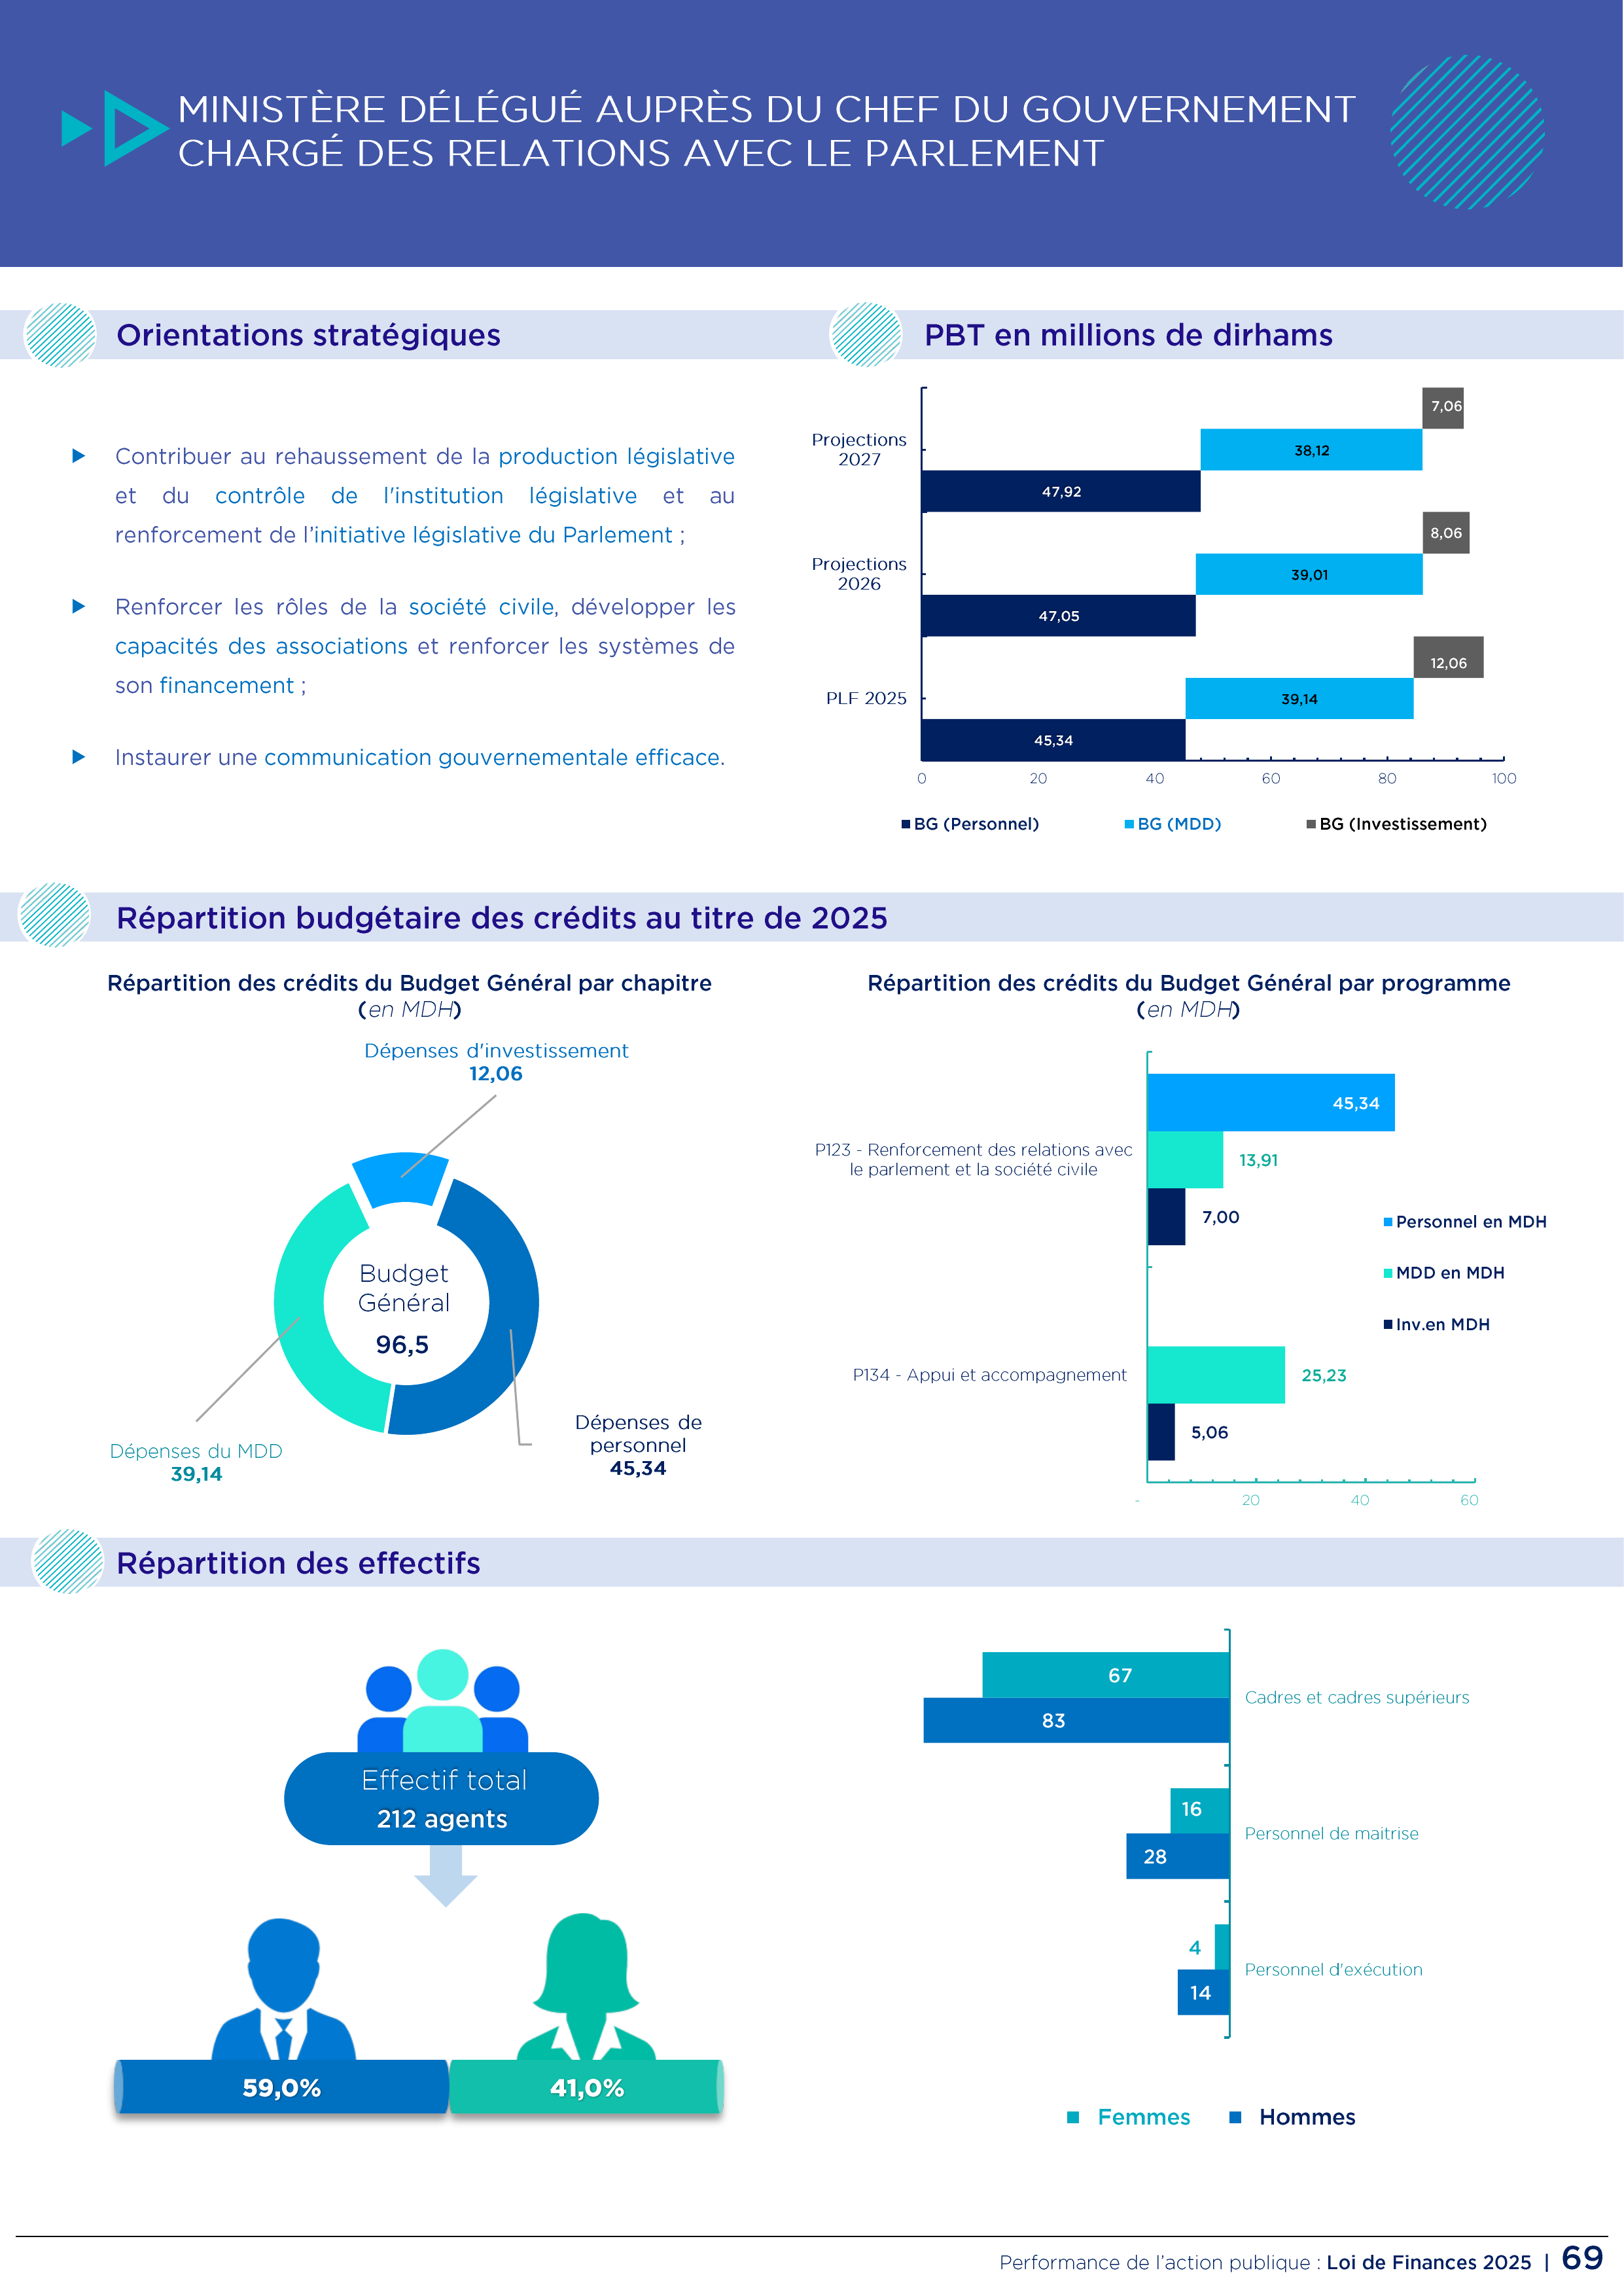 MINISTÈRE DÉLÉGUÉ AUPRÈS DU CHEF DU GOUVERNEMENT
CHARGÉ DES RELATIONS AVEC LE PARLEMENT
Orientations stratégiques
Contribuer au rehaussement de la production législative
et du contrôle de l'institution législative et au
renforcement de l’initiative législative du Parlement ;
Renforcer les rôles de la société civile, développer les
capacités des associations et renforcer les systèmes de
son financement ;
Instaurer une communication gouvernementale efficace.
PBT en millions de dirhams
7,06
Projections
2027
38,12
47,92
8,06
Projections
2026
39,01
47,05
12,06
PLF 2025
39,14
45,34
0 20 40 60 80 100
BG (Personnel) BG (MDD) BG (Investissement)
Répartition budgétaire des crédits au titre de 2025
Répartition des crédits du Budget Général par chapitre
(en MDH)
Dépenses d'investissement
12,06
Budget
Général
96,5
Dépenses du MDD
39,14
Dépenses de
personnel
45,34
Répartition des crédits du Budget Général par programme
(en MDH)
45,34
P123 - Renforcement des relations avec
le parlement et la société civile
13,91
7,00
Personnel en MDH
MDD en MDH
Inv.en MDH
P134 - Appui et accompagnement
25,23
5,06
- 20 40 60
Répartition des effectifs
Effectif total
212 agents
59,0% 41,0%
67
Cadres et cadres supérieurs
83
16
Personnel de maitrise
28
4
Personnel d'exécution
14
Femmes Hommes
Performance de l’action publique : Loi de Finances 2025 | 69